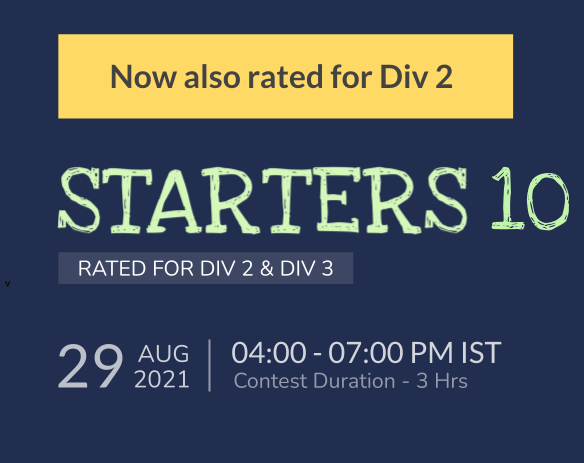 Now also rated for Div 2
STARTERS 10
RATED FOR DIV 2 & DIV 3
v
29 AUG 2021
04:00 - 07:00 PM IST
Contest Duration - 3 Hrs